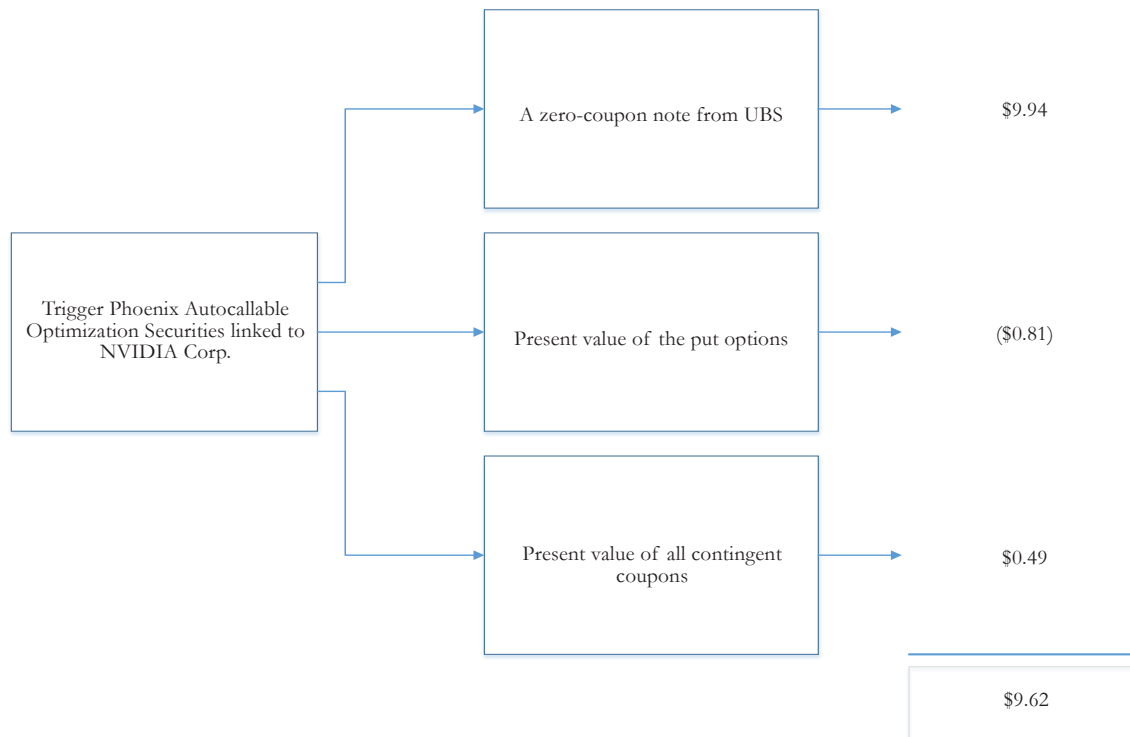 A zero-coupon note from UBS
$9.94
Trigger Phoenix Autocallable
Optimization Securities linked to
NVIDIA Corp.
Present value of the put options
($0.81)
Present value of all contingent
coupons
$0.49
$9.62